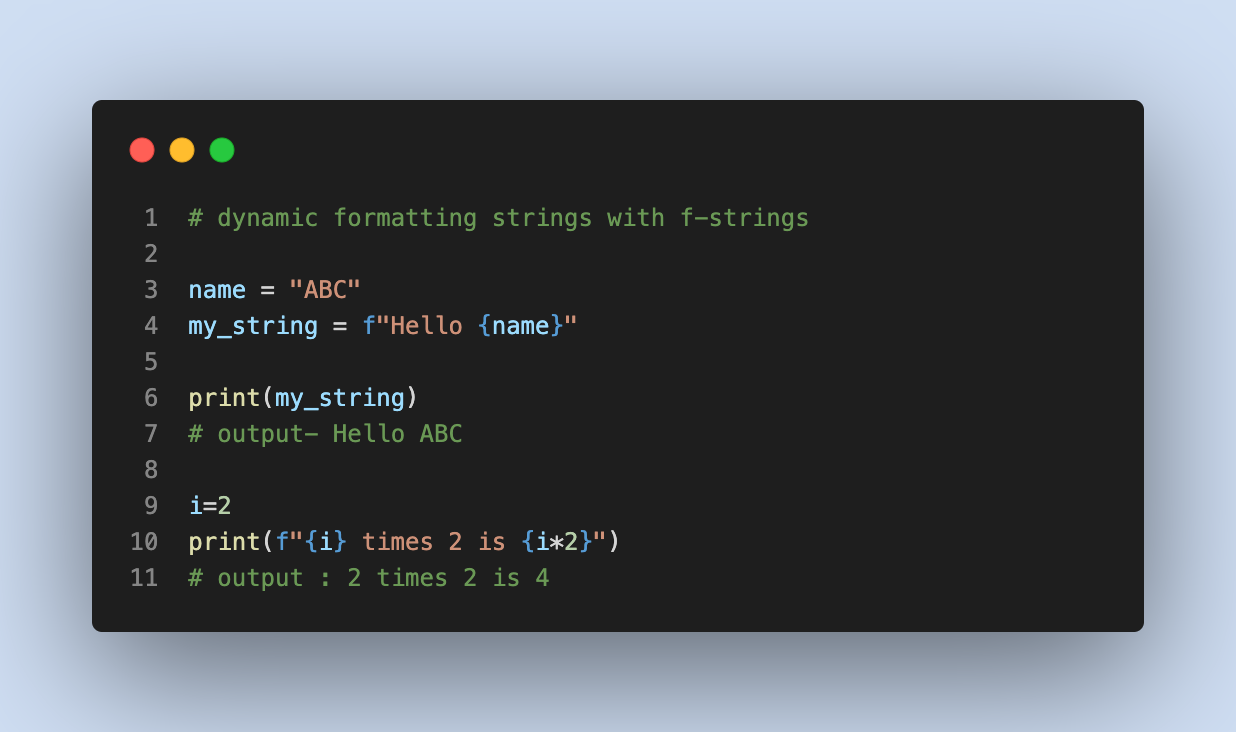 1 # dynamic formatting strings with f-strings
2
3 name = "ABC"
4 my_string = f"Hello {name}"
5
6 print(my_string)
7 # output- Hello ABC
8
9 i=2
10 print(f"{i} times 2 is {i*2}")
11 # output : 2 times 2 is 4